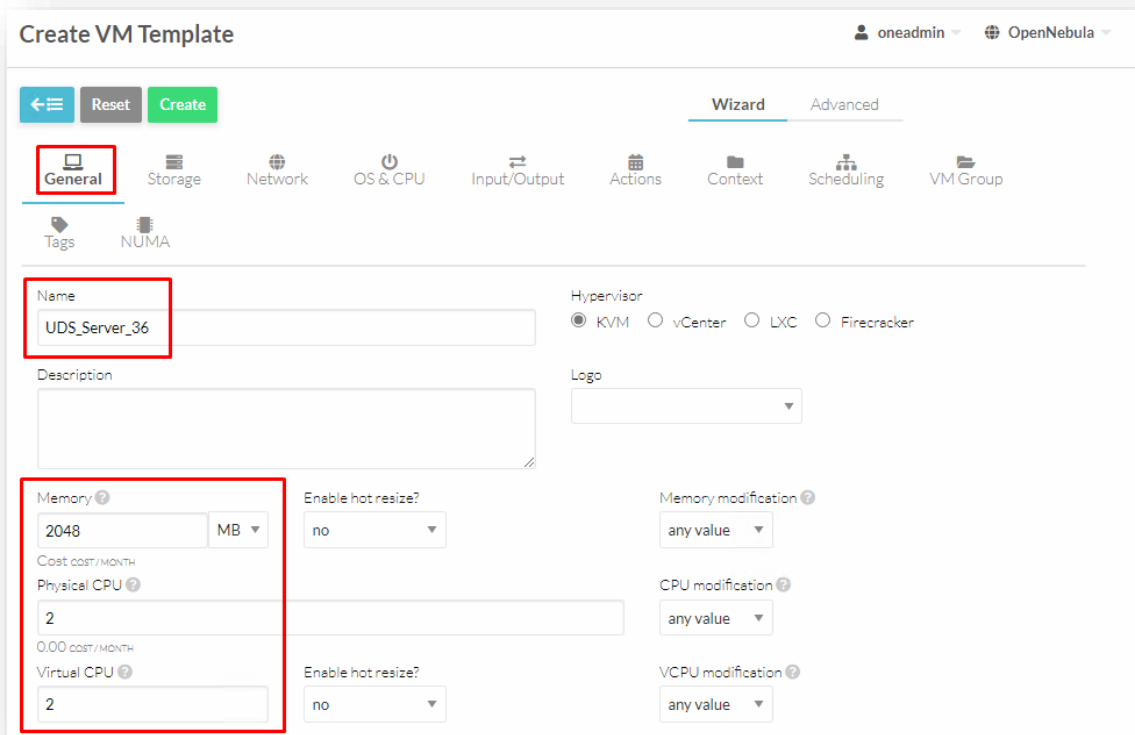 Create VM Template
oneadmin
OpenNebula
Reset
Create
Wizard
Advanced
General
Storage
Network
OS & CPU
Input/Output
Actions
Context
Scheduling
VM Group
Tags
NUMA
Name
UDS_Server_36
Hypervisor
KVM
vCenter
LXC
Firecracker
Description
Logo
Memory ?
2048
MB
Cost COST/MONTH
Enable hot resize?
no
Memory modification ?
any value
Physical CPU ?
2
0.00 COST/MONTH
CPU modification ?
any value
Virtual CPU ?
2
Enable hot resize?
no
VCPU modification ?
any value